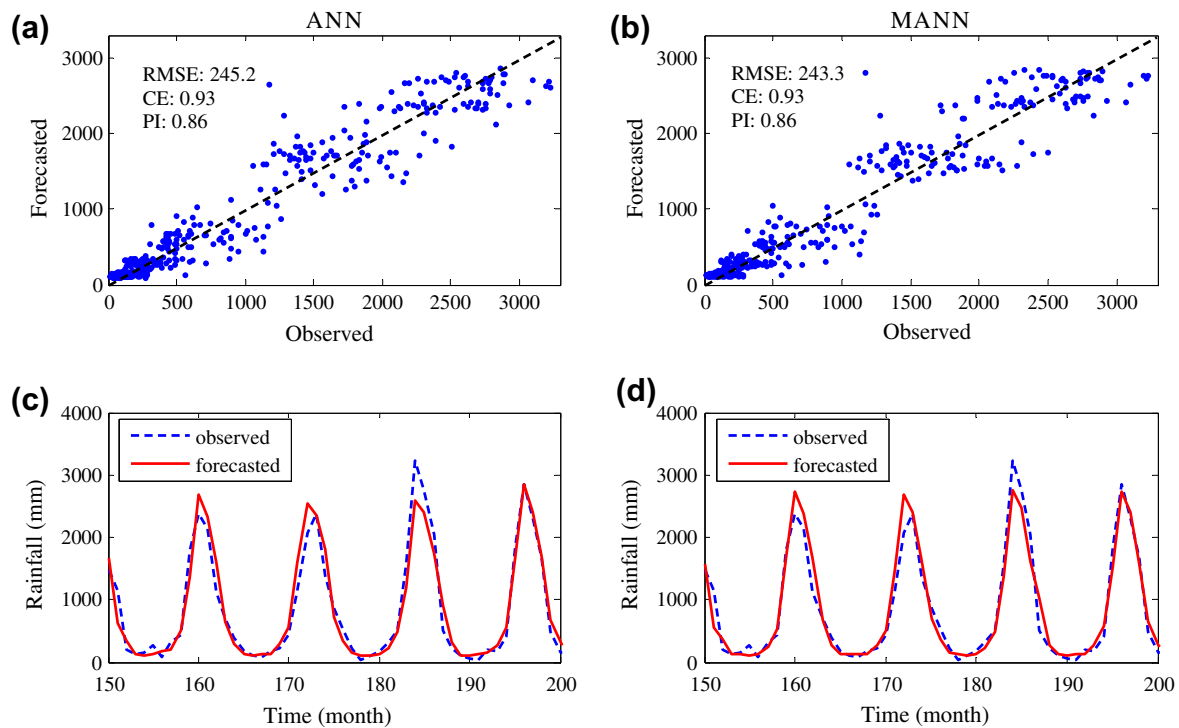 (a)
ANN
RMSE: 245.2
CE: 0.93
PI: 0.86
Forecasted
3000
2000
1000
0
0 500 1000 1500 2000 2500 3000
Observed
(b)
MANN
RMSE: 243.3
CE: 0.93
PI: 0.86
Forecasted
3000
2000
1000
0
0 500 1000 1500 2000 2500 3000
Observed
(c)
observed
forecasted
Rainfall (mm)
4000
3000
2000
1000
0
150 160 170 180 190 200
Time (month)
(d)
observed
forecasted
Rainfall (mm)
4000
3000
2000
1000
0
150 160 170 180 190 200
Time (month)